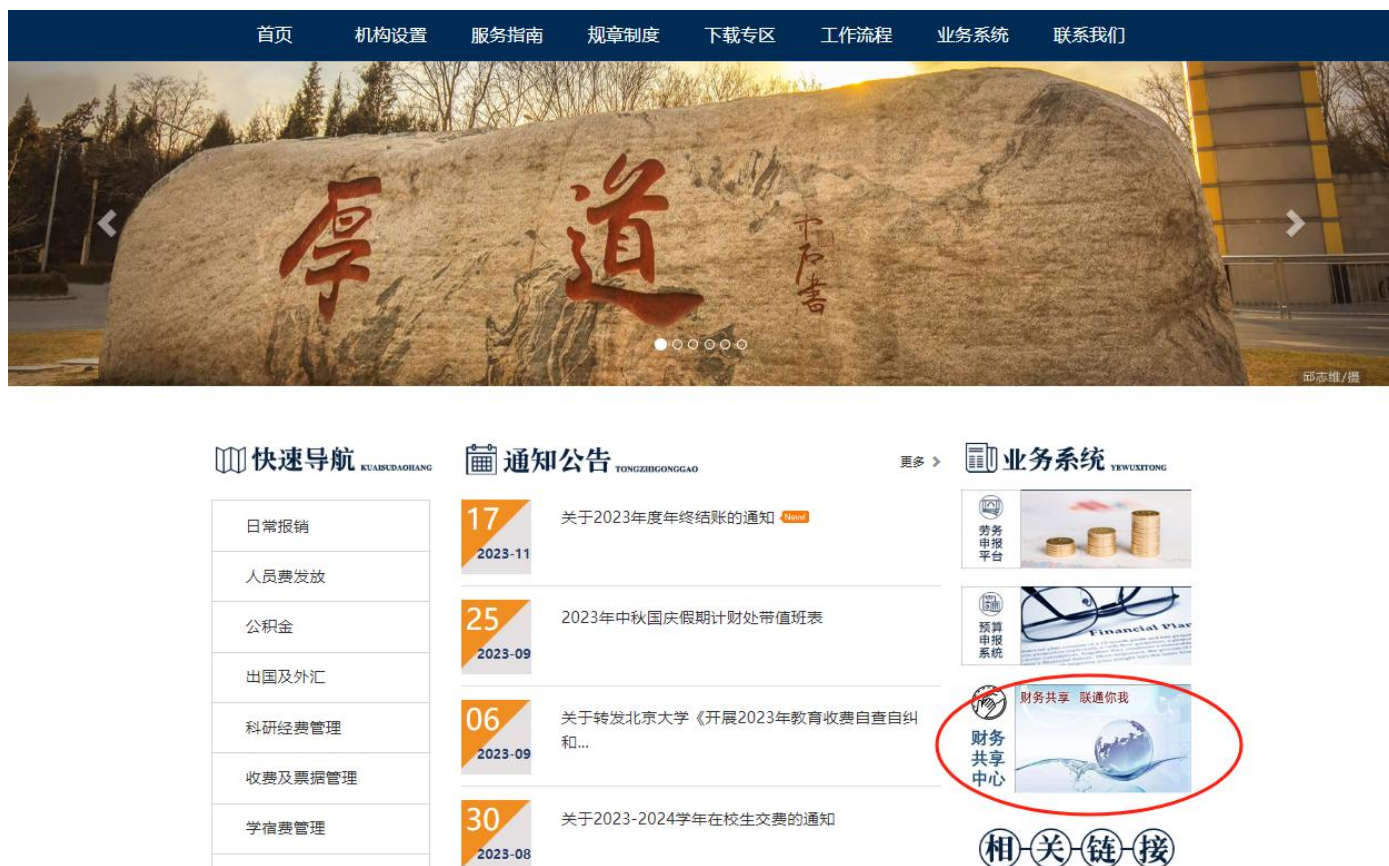 首页 机构设置 服务指南 规章制度 下载专区 工作流程 业务系统 联系我们
厚道
中石书
邱志维/摄
快速导航 KUAISUDAOHANG
日常报销
人员费发放
公积金
出国及外汇
科研经费管理
收费及票据管理
学宿费管理
通知公告 TONGZHIGONGGAO
更多
17
2023-11
关于2023年度年终结账的通知 New!
25
2023-09
2023年中秋国庆假期计财处带值班表
06
2023-09
关于转发北京大学《开展2023年教育收费自查自纠
和...
30
2023-08
关于2023-2024学年在校生交费的通知
业务系统 YEWUXITONG
劳务
申报
平台
预算
申报
系统
Financial Plan
财务共享 联通你我
财务
共享
中心
相关链接